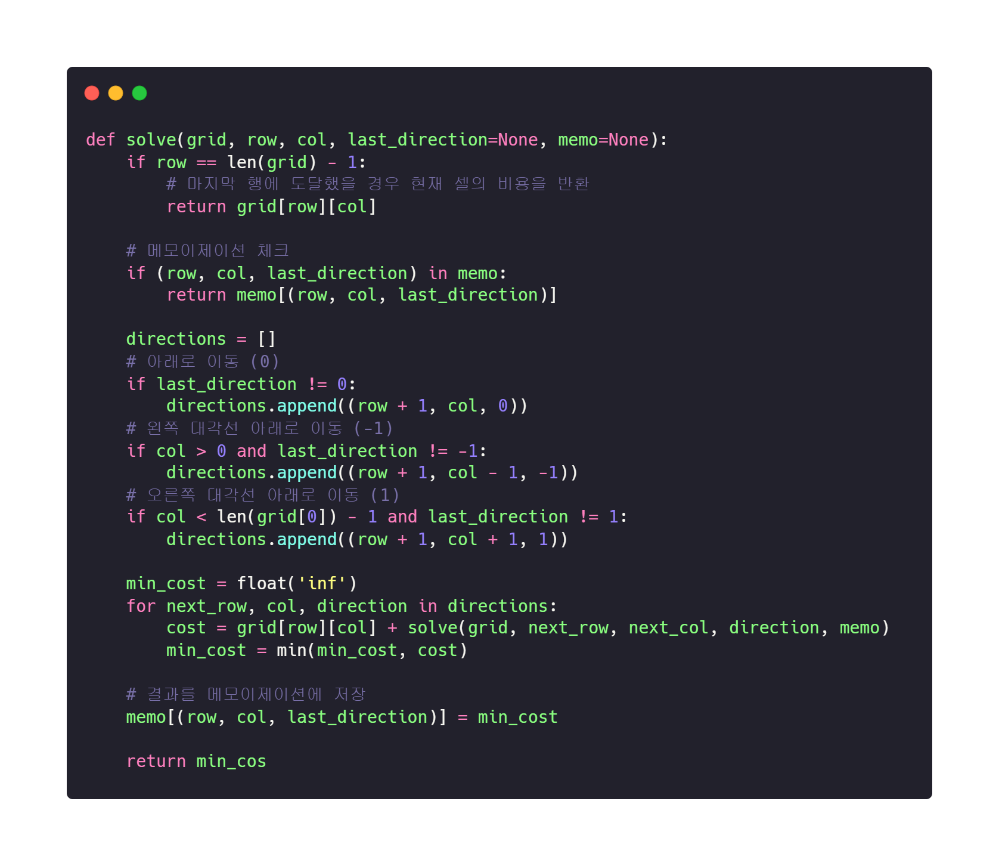 def solve(grid, row, col, last_direction=None, memo=None):
    if row == len(grid) - 1:
        # 마지막 행에 도달했을 경우 현재 셀의 비용을 반환
        return grid[row][col]

    # 메모이제이션 체크
    if (row, col, last_direction) in memo:
        return memo[(row, col, last_direction)]

    directions = []
    # 아래로 이동 (0)
    if last_direction != 0:
        directions.append((row + 1, col, 0))
    # 왼쪽 대각선 아래로 이동 (-1)
    if col > 0 and last_direction != -1:
        directions.append((row + 1, col - 1, -1))
    # 오른쪽 대각선 아래로 이동 (1)
    if col < len(grid[0]) - 1 and last_direction != 1:
        directions.append((row + 1, col + 1, 1))

    min_cost = float('inf')
    for next_row, col, direction in directions:
        cost = grid[row][col] + solve(grid, next_row, next_col, direction, memo)
        min_cost = min(min_cost, cost)

    # 결과를 메모이제이션에 저장
    memo[(row, col, last_direction)] = min_cost

    return min_cos